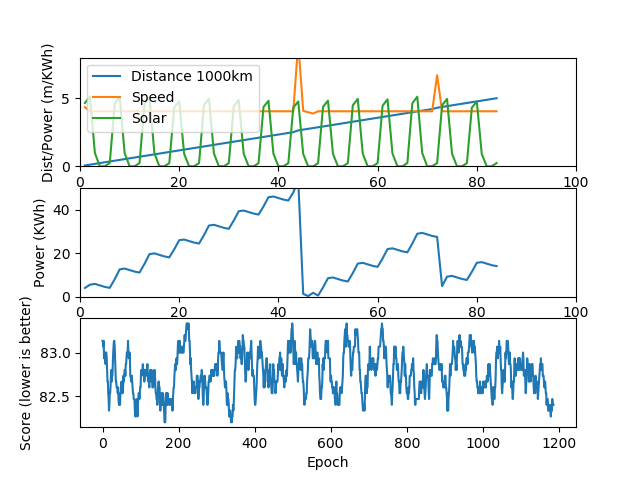 Dist/Power (m/KWh)
5
0
Distance 1000km
Speed
Solar
0 20 40 60 80 100
Power (KWh)
40
20
0
0 20 40 60 80 100
Score (lower is better)
83.0
82.5
0 200 400 600 800 1000 1200
Epoch